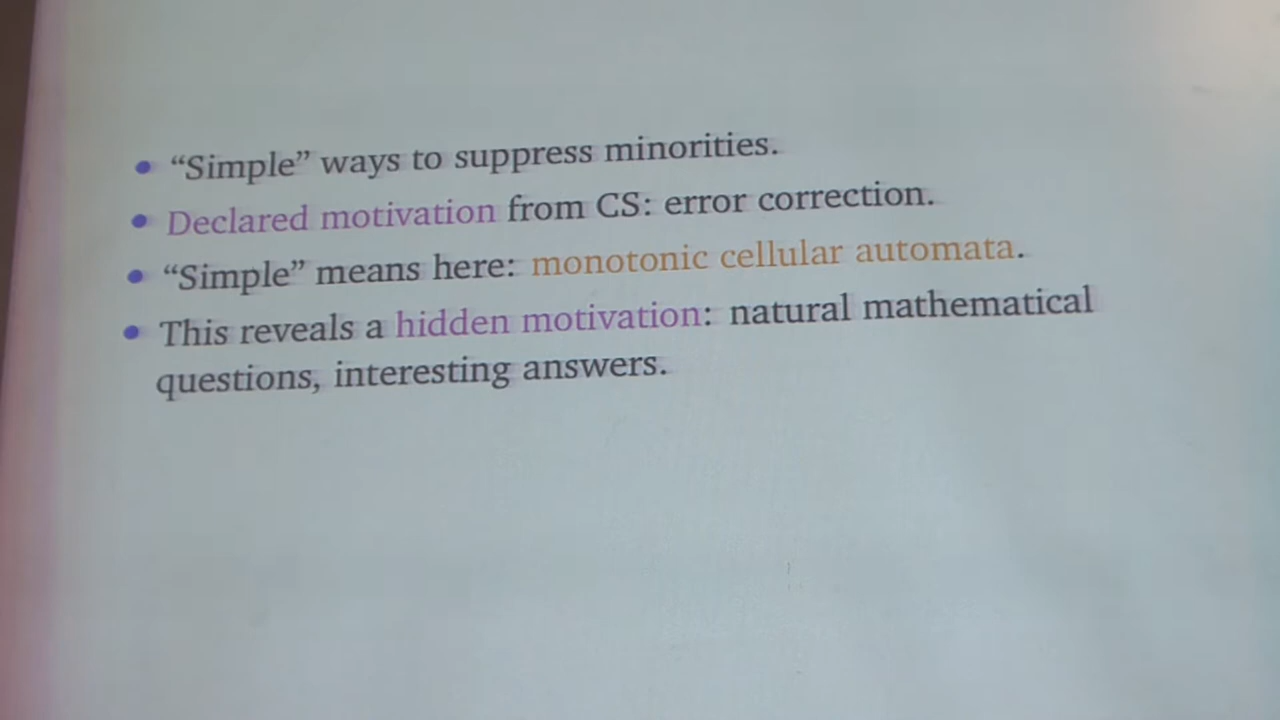 • “Simple” ways to suppress minorities.
• Declared motivation from CS: error correction.
• “Simple” means here: monotonic cellular automata.
• This reveals a hidden motivation: natural mathematical
questions, interesting answers.